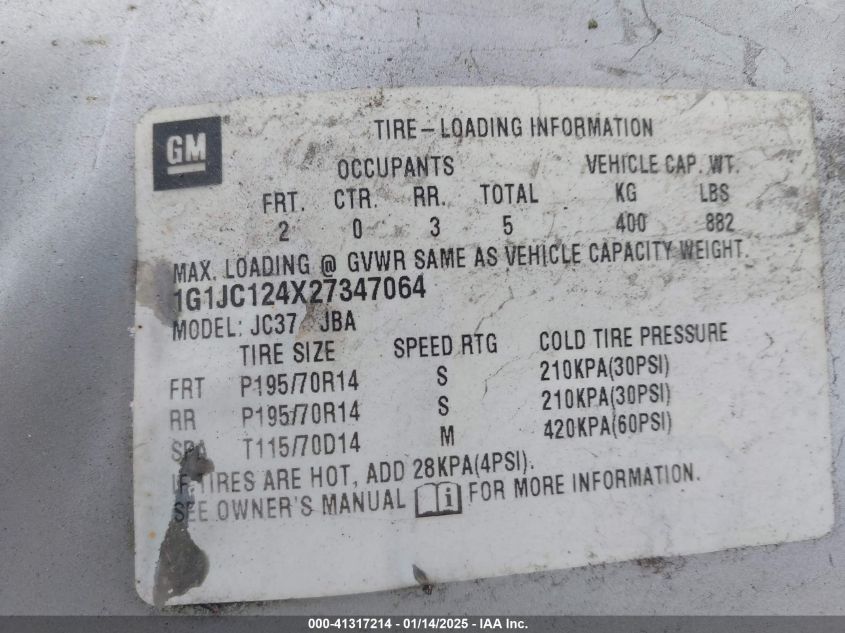 GM
TIRE-LOADING INFORMATION
OCCUPANTS VEHICLE CAP. WT.
FRT. CTR. RR. TOTAL KG LBS
2 0 3 5 400 882
MAX. LOADING @ GVWR SAME AS VEHICLE CAPACITY WEIGHT.
1G1JC124X27347064
MODEL: JC37 JBA
TIRE SIZE SPEED RTG COLD TIRE PRESSURE
FRT P195/70R14 S 210KPA(30PSI)
RR P195/70R14 S 210KPA(30PSI)
SPA T115/70D14 M 420KPA(60PSI)
IF TIRES ARE HOT, ADD 28KPA(4PSI).
SEE OWNER'S MANUAL i FOR MORE INFORMATION.
000-41317214 - 01/14/2025 - IAA Inc.